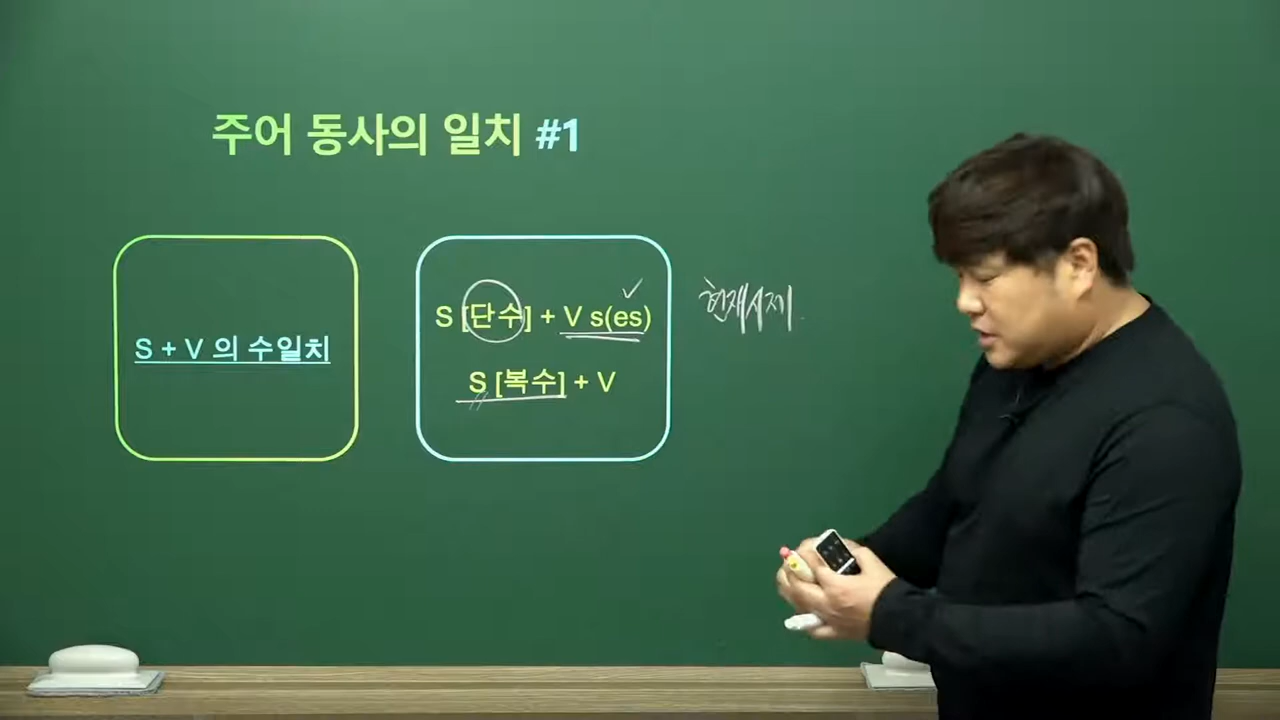 주어 동사의 일치 #1
S + V 의 수일치
S [단수] + V s(es)
현재시제
S [복수] + V